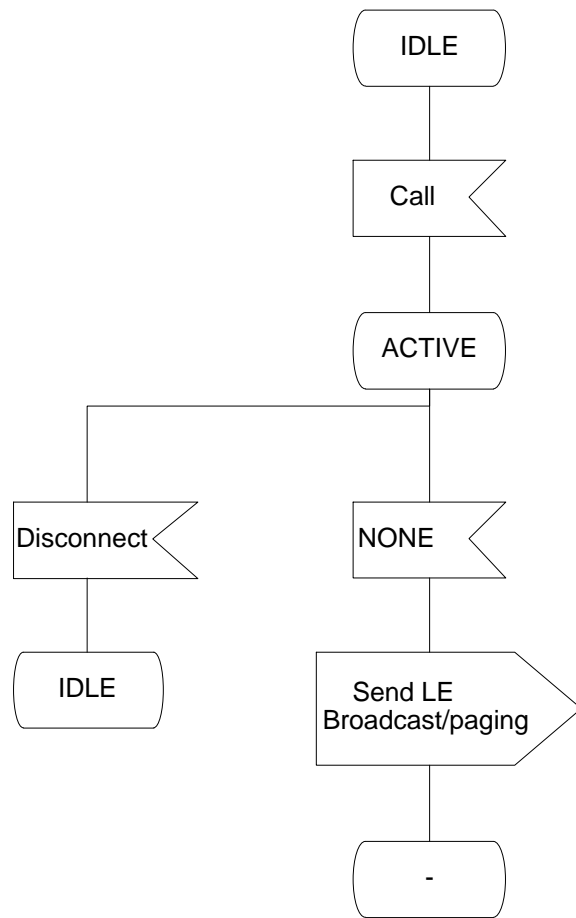 IDLE
Call
ACTIVE
Disconnect
NONE
IDLE
Send LE
Broadcast/paging
-